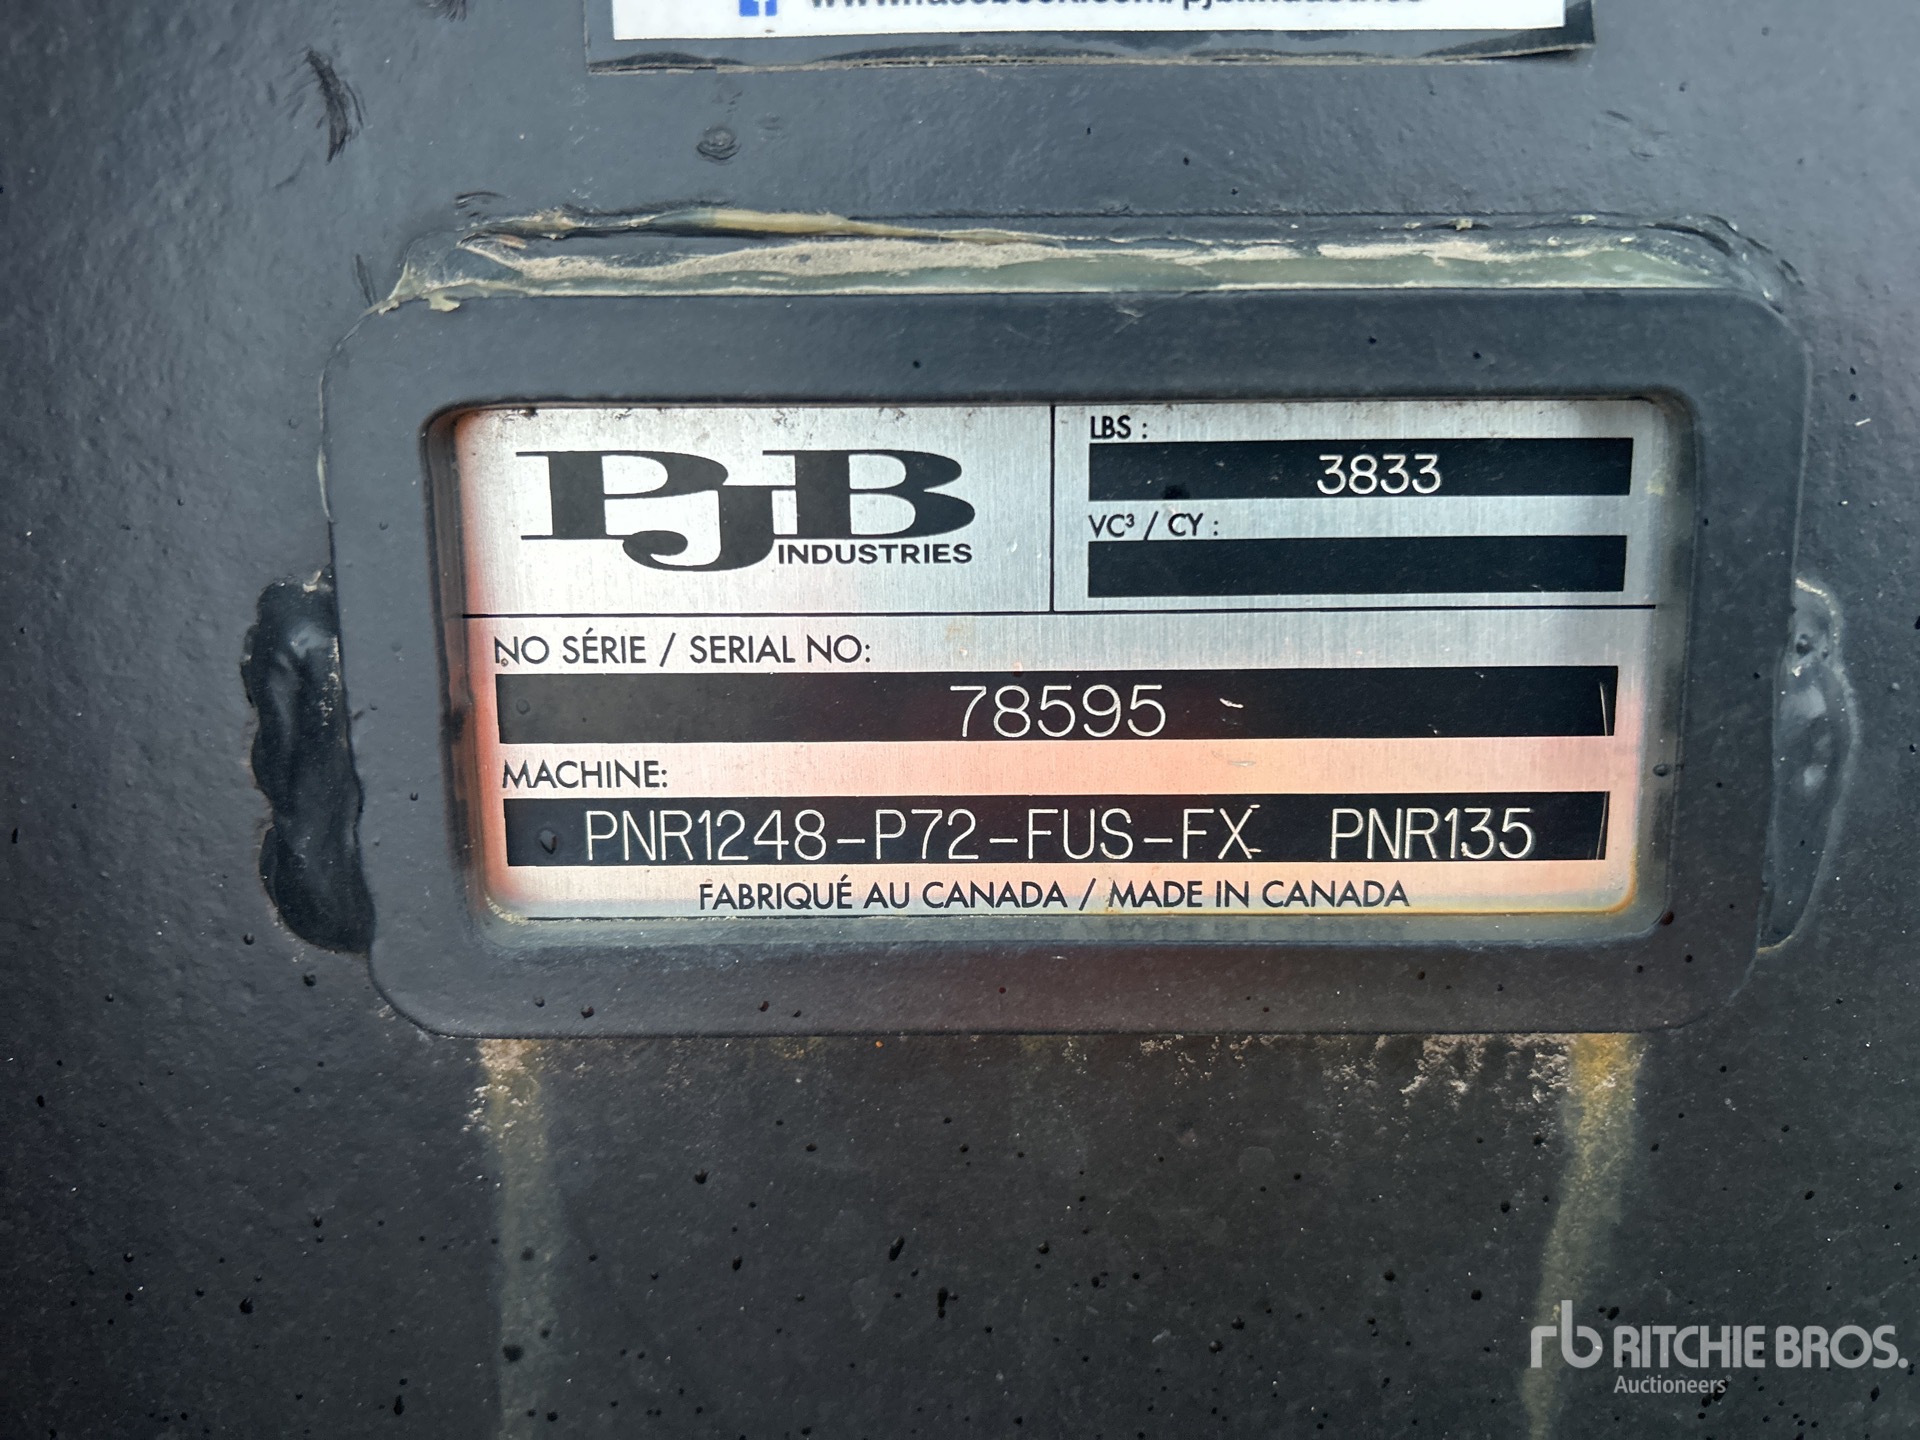 PJB
INDUSTRIES
LBS :
3833
VC³ / CY :
NO SÉRIE / SERIAL NO:
78595
MACHINE:
PNR1248-P72-FUS-FX PNR135
FABRIQUÉ AU CANADA / MADE IN CANADA
rb RITCHIE BROS.
Auctioneers